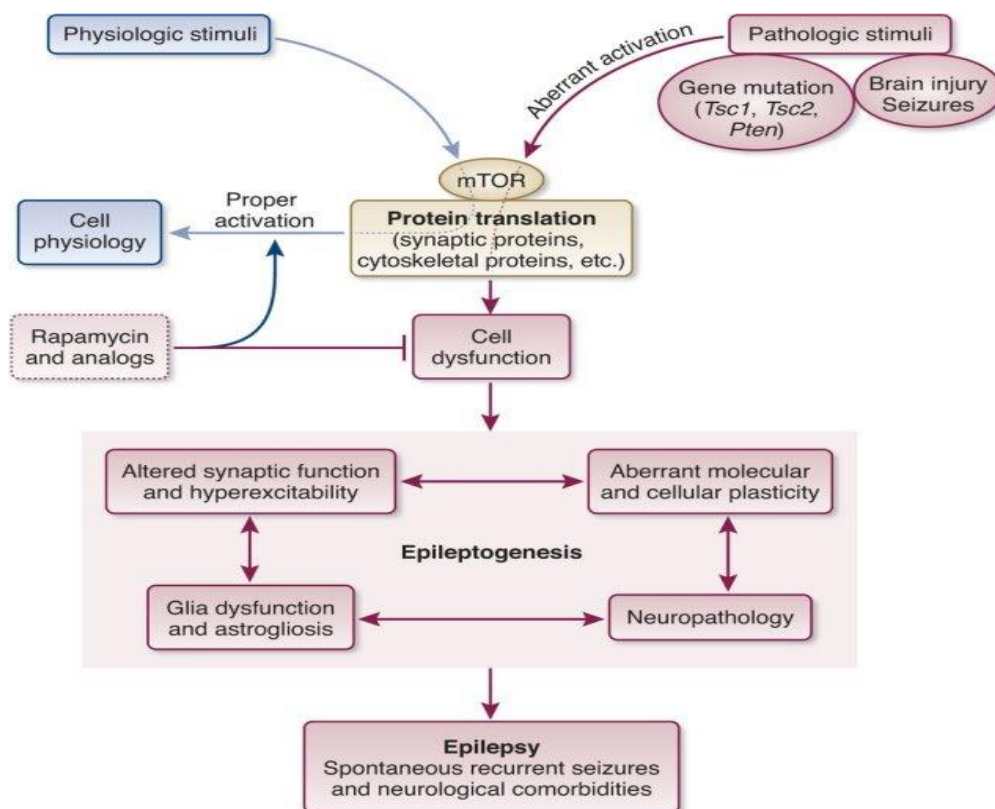 Physiologic stimuli
Pathologic stimuli
Aberrant activation
Gene mutation
(Tsc1, Tsc2,
Pten)
Brain injury
Seizures
mTOR
Proper
activation
Cell
physiology
Protein translation
(synaptic proteins,
cytoskeletal proteins, etc.)
Rapamycin
and analogs
Cell
dysfunction
Altered synaptic function
and hyperexcitability
Aberrant molecular
and cellular plasticity
Epileptogenesis
Glia dysfunction
and astrogliosis
Neuropathology
Epilepsy
Spontaneous recurrent seizures
and neurological comorbidities